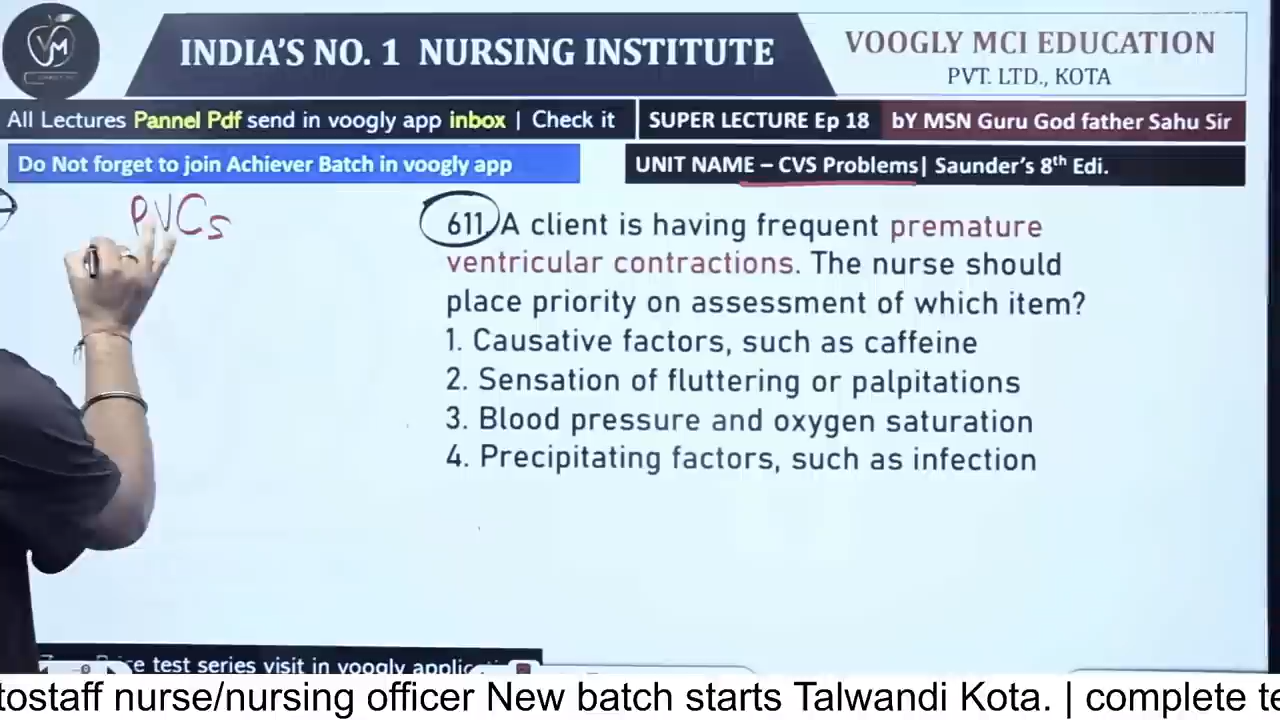 VM
INDIA'S NO. 1 NURSING INSTITUTE
VOOGLY MCI EDUCATION
PVT. LTD., KOTA
All Lectures Pannel Pdf send in voogly app inbox | Check it
SUPER LECTURE Ep 18 bY MSN Guru God father Sahu Sir
Do Not forget to join Achiever Batch in voogly app
UNIT NAME – CVS Problems| Saunder's 8th Edi.
PVCs
611. A client is having frequent premature
ventricular contractions. The nurse should
place priority on assessment of which item?
1. Causative factors, such as caffeine
2. Sensation of fluttering or palpitations
3. Blood pressure and oxygen saturation
4. Precipitating factors, such as infection
test series visit in voogly
staff nurse/nursing officer New batch starts Talwandi Kota. | complete